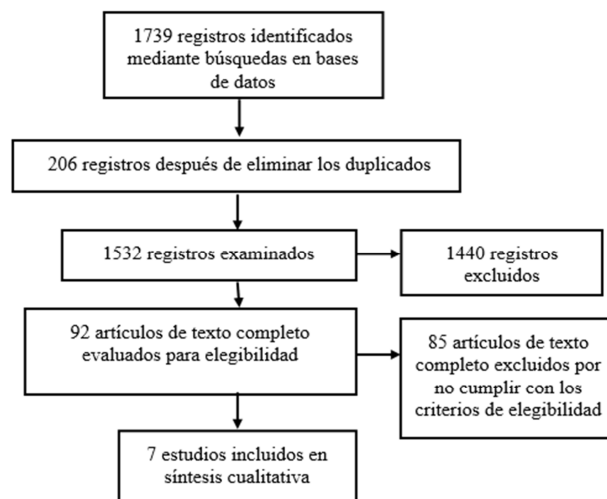 1739 registros identificados
mediante búsquedas en bases
de datos
206 registros después de eliminar los duplicados
1532 registros examinados
1440 registros
excluidos
92 artículos de texto completo
evaluados para elegibilidad
85 artículos de texto
completo excluidos por
no cumplir con los
criterios de elegibilidad
7 estudios incluidos en
síntesis cualitativa